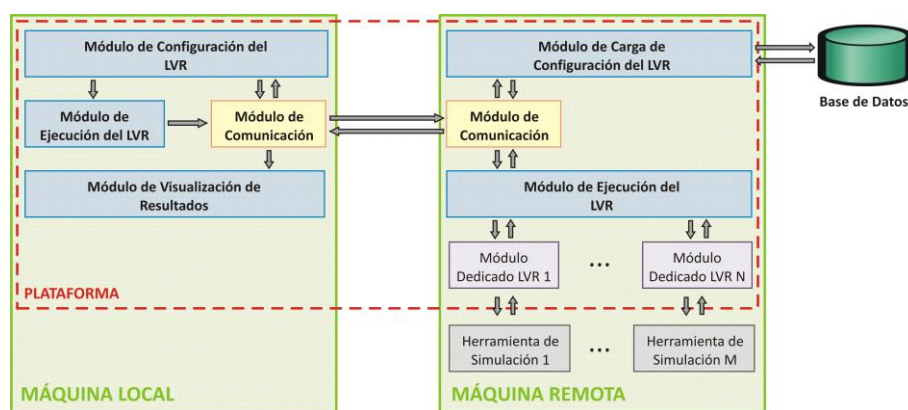 Módulo de Configuración del
LVR
Módulo de
Ejecución del LVR
Módulo de
Comunicación
Módulo de Visualización de
Resultados
PLATAFORMA
MÁQUINA LOCAL
Módulo de Carga de
Configuración del LVR
Módulo de
Comunicación
Módulo de Ejecución del
LVR
Módulo
Dedicado LVR 1
...
Módulo
Dedicado LVR N
Herramienta de
Simulación 1
...
Herramienta de
Simulación M
MÁQUINA REMOTA
Base de Datos